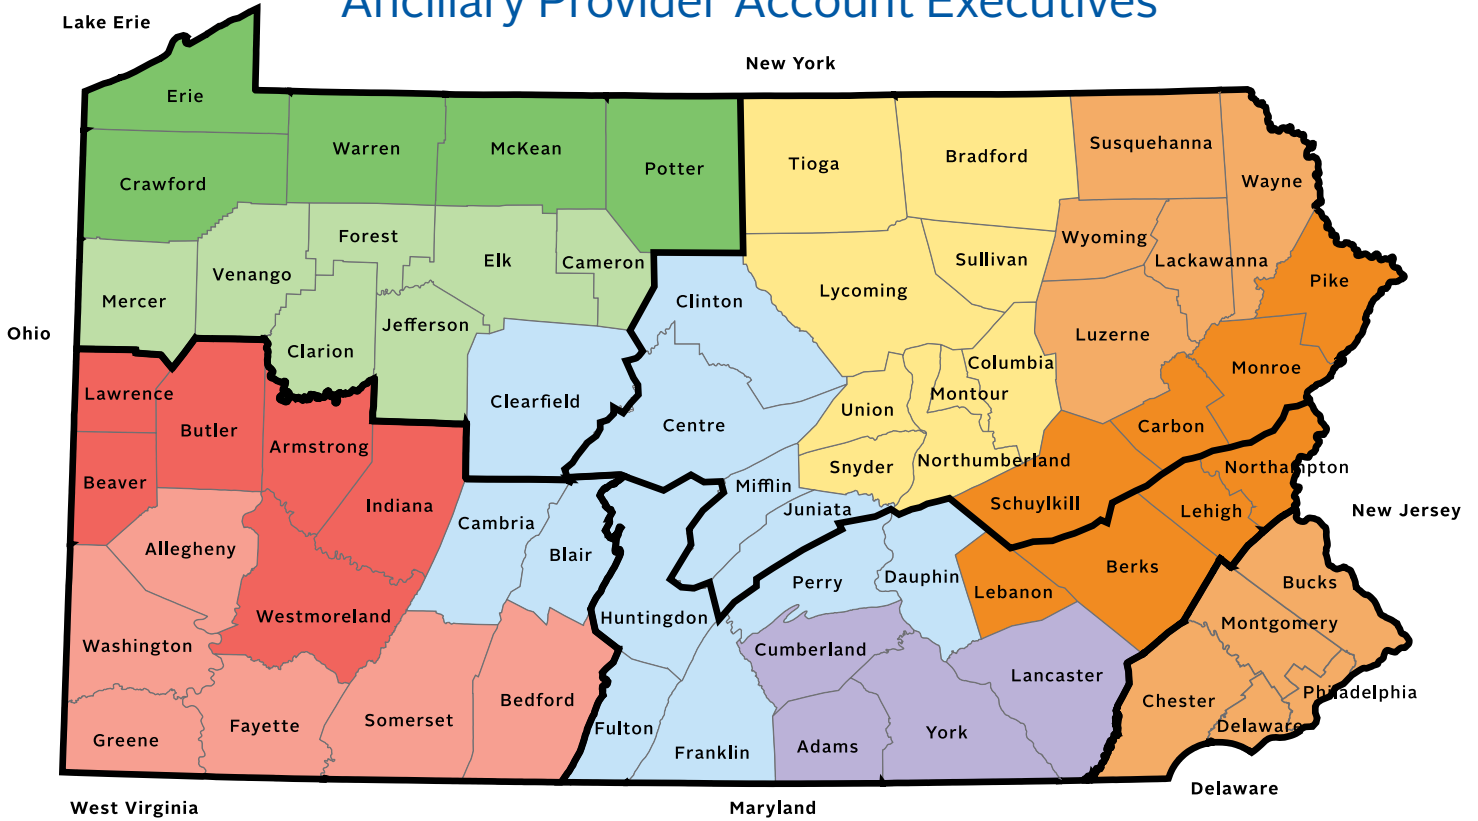 Ancillary Provider Account Executives
Lake Erie
New York
Erie
Warren
McKean
Potter
Tioga
Bradford
Susquehanna
Wayne
Crawford
Forest
Venango
Elk
Cameron
Sullivan
Wyoming
Lackawanna
Pike
Mercer
Clinton
Lycoming
Ohio
Jefferson
Clarion
Luzerne
Columbia
Monroe
Lawrence
Clearfield
Montour
Union
Butler
Centre
Carbon
Armstrong
Snyder
Northumberland
Northampton
Beaver
Mifflin
Indiana
Schuylkill
Juniata
Lehigh
New Jersey
Cambria
Allegheny
Blair
Berks
Dauphin
Perry
Lebanon
Bucks
Westmoreland
Huntingdon
Montgomery
Washington
Cumberland
Lancaster
Bedford
Chester
Philadelphia
Somerset
Fayette
Greene
Fulton
Franklin
Adams
York
Delaware
Delaware
West Virginia
Maryland